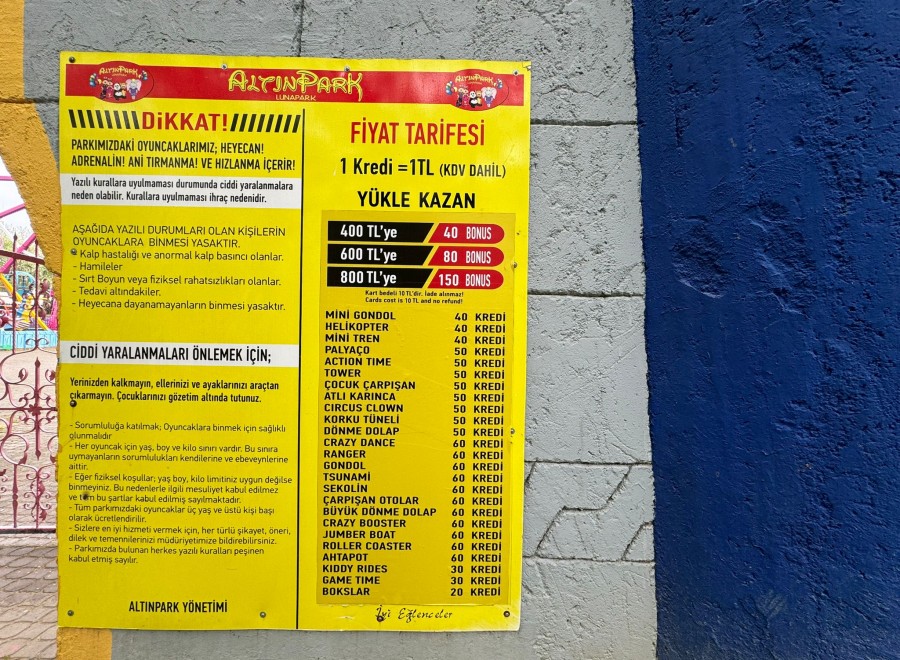 ALTINPARK
ALTINPARK
LUNAPARK
ALTINPARK
DİKKAT!
PARKIMIZDAKİ OYUNCAKLARIMIZ; HEYECAN!
ADRENALİN! ANİ TIRMANMA! VE HIZLANMA İÇERİR!
Yazılı kurallara uyulmaması durumunda ciddi yaralanmalara
neden olabilir. Kurallara uyulmaması ihraç nedenidir.
AŞAĞIDA YAZILI DURUMLARI OLAN KİŞİLERİN
OYUNCAKLARA BİNMESİ YASAKTIR.
- Kalp hastalığı ve anormal kalp basıncı olanlar.
- Hamileler
- Sırt Boyun veya fiziksel rahatsızlıkları olanlar.
- Tedavi altındakiler.
- Heyecana dayanamayanların binmesi yasaktır.
CİDDİ YARALANMALARI ÖNLEMEK İÇİN;
Yerinizden kalkmayın, ellerinizi ve ayaklarınızı araçtan
çıkarmayın. Çocuklarınızı gözetim altında tutunuz.
- Sorumluluğa katılmak; Oyuncaklara binmek için sağlıklı
olunmalıdır
- Her oyuncak için yaş, boy ve kilo sınırı vardır. Bu sınıra
uymayanların sorumlulukları kendilerine ve ebeveynlerine
aittir.
- Eğer fiziksel koşullar; yaş boy, kilo limitiniz uygun değilse
binmeyiniz. Bu nedenlerle ilgili mesuliyet kabul edilmez
ve tüm bu şartlar kabul edilmiş sayılmaktadır.
- Tüm parkımızdaki oyuncaklar üç yaş ve üstü kişi başı
olarak ücretlendirilir.
- Sizlere en iyi hizmeti vermek için, her türlü şikayet, öneri,
dilek ve temennilerinizi müdüriyetimize bildirebilirsiniz.
- Parkımızda bulunan herkes yazılı kuralları peşinen
kabul etmiş sayılır.
ALTINPARK YÖNETİMİ
FİYAT TARİFESİ
1 Kredi =1TL (KDV DAHİL)
YÜKLE KAZAN
400 TL'ye 40 BONUS
600 TL'ye 80 BONUS
800 TL'ye 150 BONUS
Kart bedeli 10 TL'dir. İade alınmaz!
Cards cost is 10 TL and no refund!
MİNİ GONDOL 40 KREDİ
HELİKOPTER 40 KREDİ
MİNİ TREN 40 KREDİ
PALYAÇO 50 KREDİ
ACTION TIME 50 KREDİ
TOWER 50 KREDİ
ÇOCUK ÇARPIŞAN 50 KREDİ
ATLI KARINCA 50 KREDİ
CIRCUS CLOWN 50 KREDİ
KORKU TÜNELİ 50 KREDİ
DÖNME DOLAP 50 KREDİ
CRAZY DANCE 60 KREDİ
RANGER 60 KREDİ
GONDOL 60 KREDİ
TSUNAMİ 60 KREDİ
SEKOLİN 60 KREDİ
ÇARPIŞAN OTOLAR 60 KREDİ
BÜYÜK DÖNME DOLAP 60 KREDİ
CRAZY BOOSTER 60 KREDİ
JUMBER BOAT 60 KREDİ
ROLLER COASTER 60 KREDİ
AHTAPOT 60 KREDİ
KIDDY RIDES 30 KREDİ
GAME TIME 30 KREDİ
BOKSLAR 20 KREDİ
İyi Eğlenceler